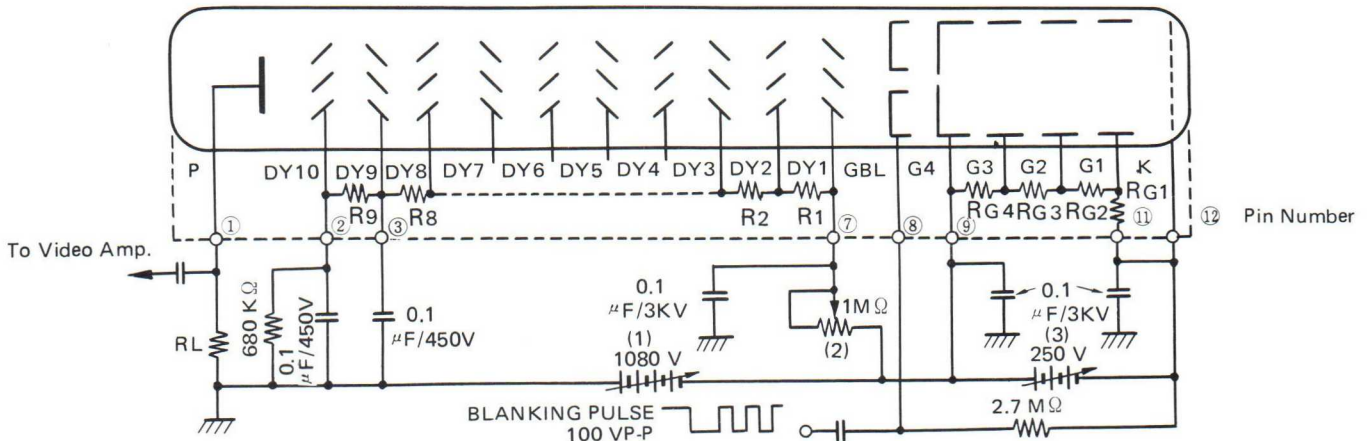 P DY10 DY9 DY8 DY7 DY6 DY5 DY4 DY3 DY2 DY1 GBL G4 G3 G2 G1 K
R9 R8 R2 R1 RG4 RG3 RG2 RG1
① ② ③ ⑦ ⑧ ⑨ ⑪ ⑫ Pin Number
To Video Amp.
RL
680 KΩ
0.1
μF/450V
0.1
μF/450V
0.1
μF/3KV
(1)
1080 V
1MΩ
(2)
0.1
μF/3KV
(3)
250 V
2.7 MΩ
BLANKING PULSE
100 VP-P